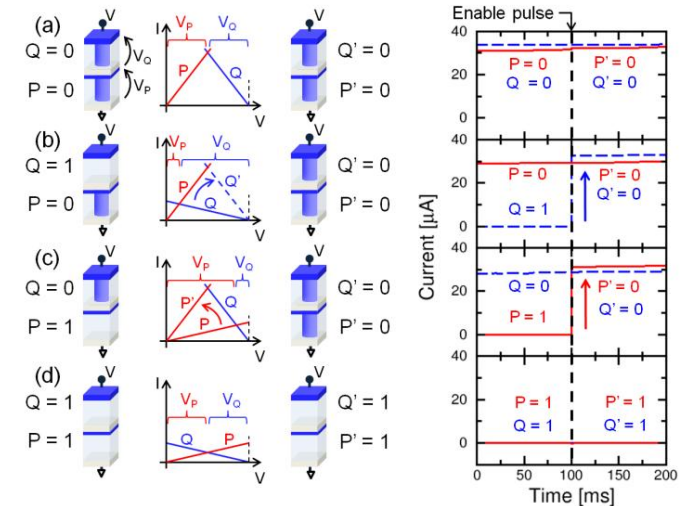 (a)
Q = 0
P = 0
V
V_Q
V_P
I
V_P V_Q
P Q
V
V
Q' = 0
P' = 0
(b)
Q = 1
P = 0
V
I
V_P V_Q
P Q'
Q
V
V
Q' = 0
P' = 0
(c)
Q = 0
P = 1
V
I
V_P V_Q
P' Q
P
V
V
Q' = 0
P' = 0
(d)
Q = 1
P = 1
V
I
V_P V_Q
Q P
V
V
Q' = 1
P' = 1
Enable pulse
Current [µA]
40
20
0
P = 0 P' = 0
Q = 0 Q' = 0
40
20
0
P = 0 P' = 0
Q = 1 Q' = 0
40
20
0
Q = 0 P' = 0
P = 1 Q' = 0
40
20
0
P = 1 P' = 1
Q = 1 Q' = 1
0 50 100 150 200
Time [ms]